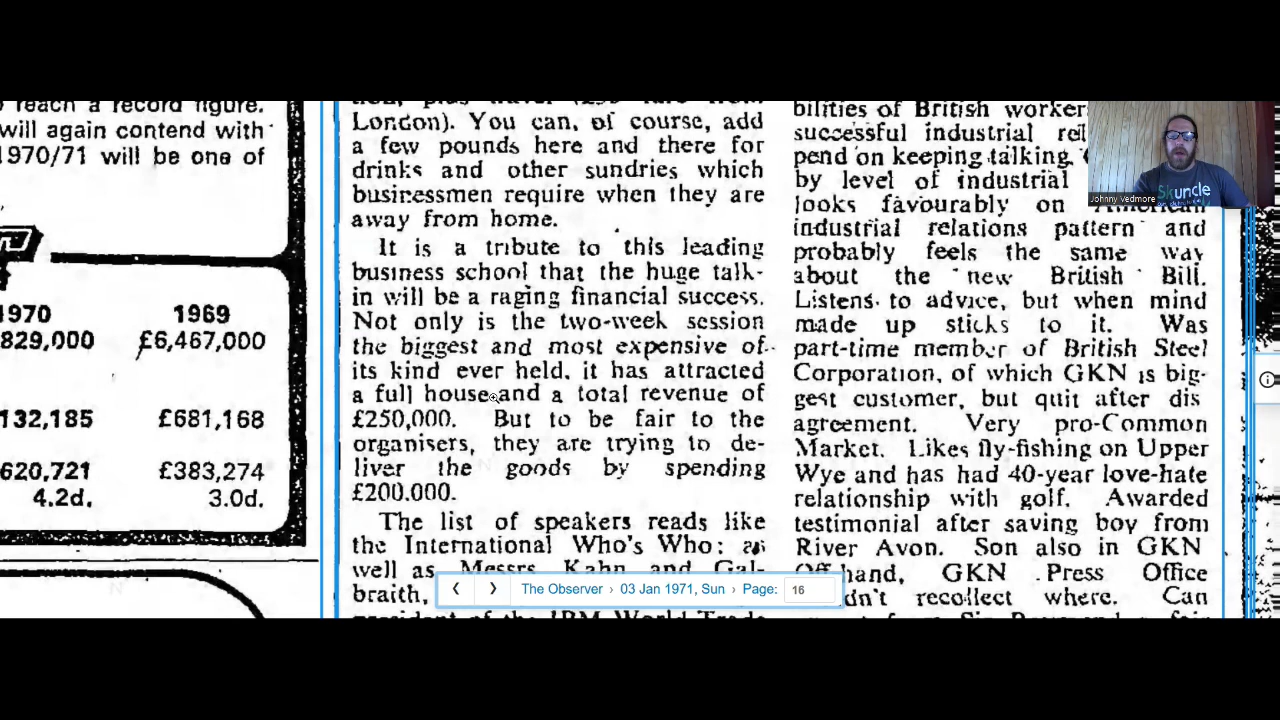 reach a record figure.
will again contend with
1970/71 will be one of
1970 1969
829,000 £6,467,000
132,185 £681,168
620,721 £383,274
4.2d. 3.0d.
London). You can, of course, add
a few pounds here and there for
drinks and other sundries which
businessmen require when they are
away from home.
It is a tribute to this leading
business school that the huge talk-
in will be a raging financial success.
Not only is the two-week session
the biggest and most expensive of
its kind ever held, it has attracted
a full house and a total revenue of
£250,000. But to be fair to the
organisers, they are trying to de-
liver the goods by spending
£200,000.
The list of speakers reads like
the International Who's Who: as
well as Messrs Kahn and Gal-
braith,
president of the IBM World Trade
bilities of British workers
successful industrial rel
pend on keeping talking
by level of industrial
looks favourably on American
industrial relations pattern and
probably feels the same way
about the new British Bill.
Listens to advice, but when mind
made up sticks to it. Was
part-time member of British Steel
Corporation, of which GKN is big-
gest customer, but quit after dis
agreement. Very pro-Common
Market. Likes fly-fishing on Upper
Wye and has had 40-year love-hate
relationship with golf. Awarded
testimonial after saving boy from
River Avon. Son also in GKN
Off hand, GKN Press Office
dn't recollect where. Can
The Observer › 03 Jan 1971, Sun › Page: 16
Skuncle
Johnny Vedmore